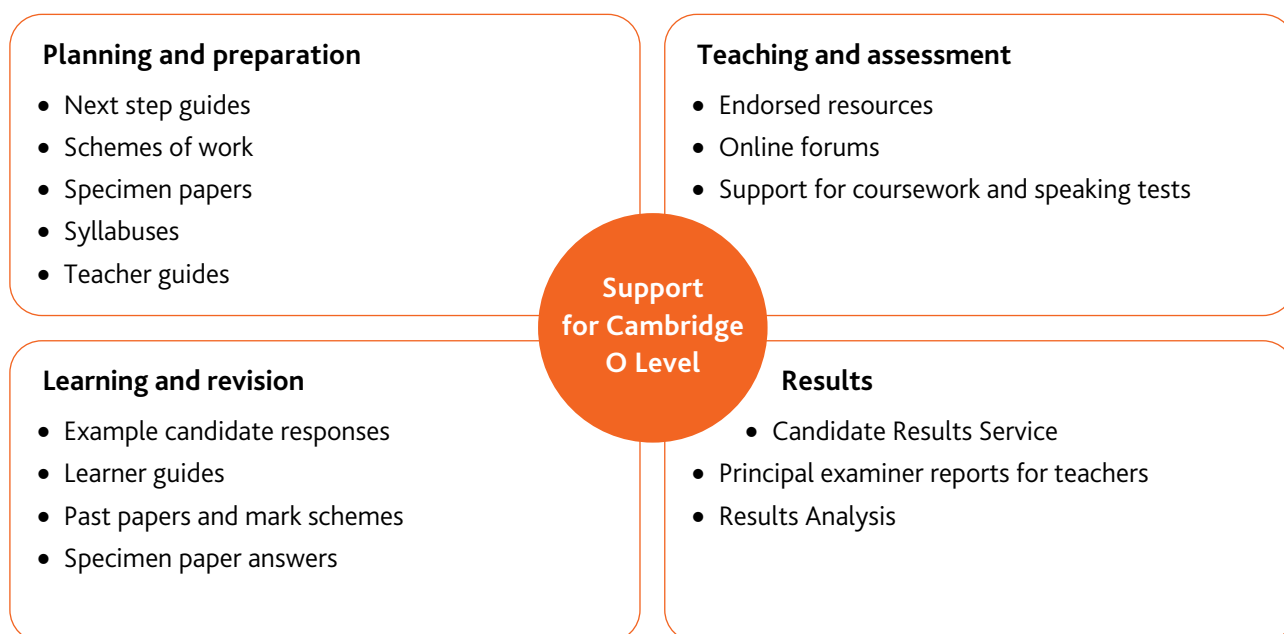 Planning and preparation
• Next step guides
• Schemes of work
• Specimen papers
• Syllabuses
• Teacher guides
Teaching and assessment
• Endorsed resources
• Online forums
• Support for coursework and speaking tests
Support
for Cambridge
O Level
Learning and revision
• Example candidate responses
• Learner guides
• Past papers and mark schemes
• Specimen paper answers
Results
• Candidate Results Service
• Principal examiner reports for teachers
• Results Analysis